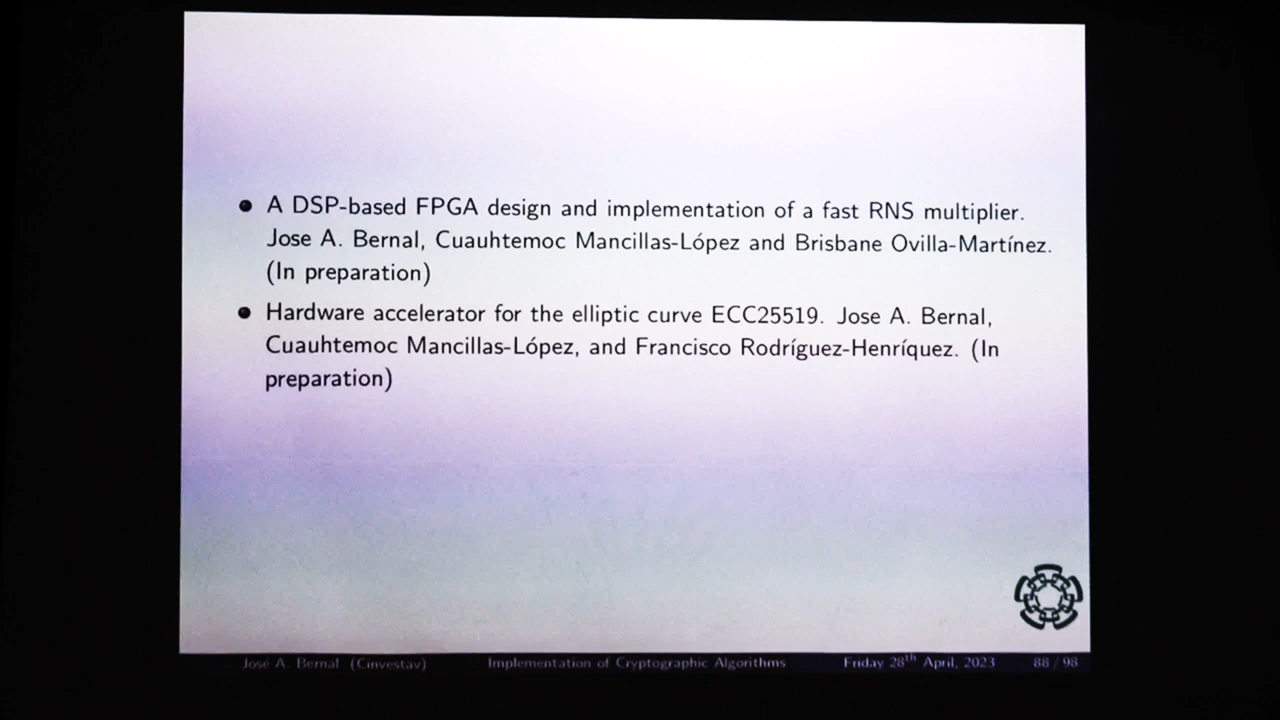 A DSP-based FPGA design and implementation of a fast RNS multiplier.
Jose A. Bernal, Cuauhtemoc Mancillas-López and Brisbane Ovilla-Martínez.
(In preparation)
Hardware accelerator for the elliptic curve ECC25519. Jose A. Bernal,
Cuauhtemoc Mancillas-López, and Francisco Rodríguez-Henríquez. (In
preparation)
José A. Bernal (Cinvestav) Implementation of Cryptographic Algorithms Friday 28th April, 2023 88 / 98